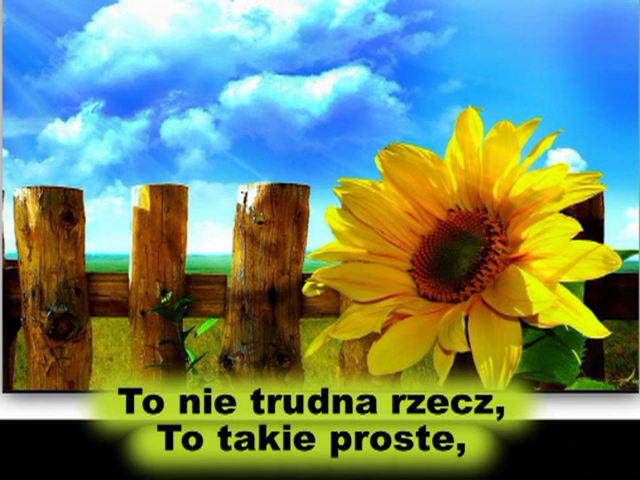 To nie trudna rzecz,
To takie proste,